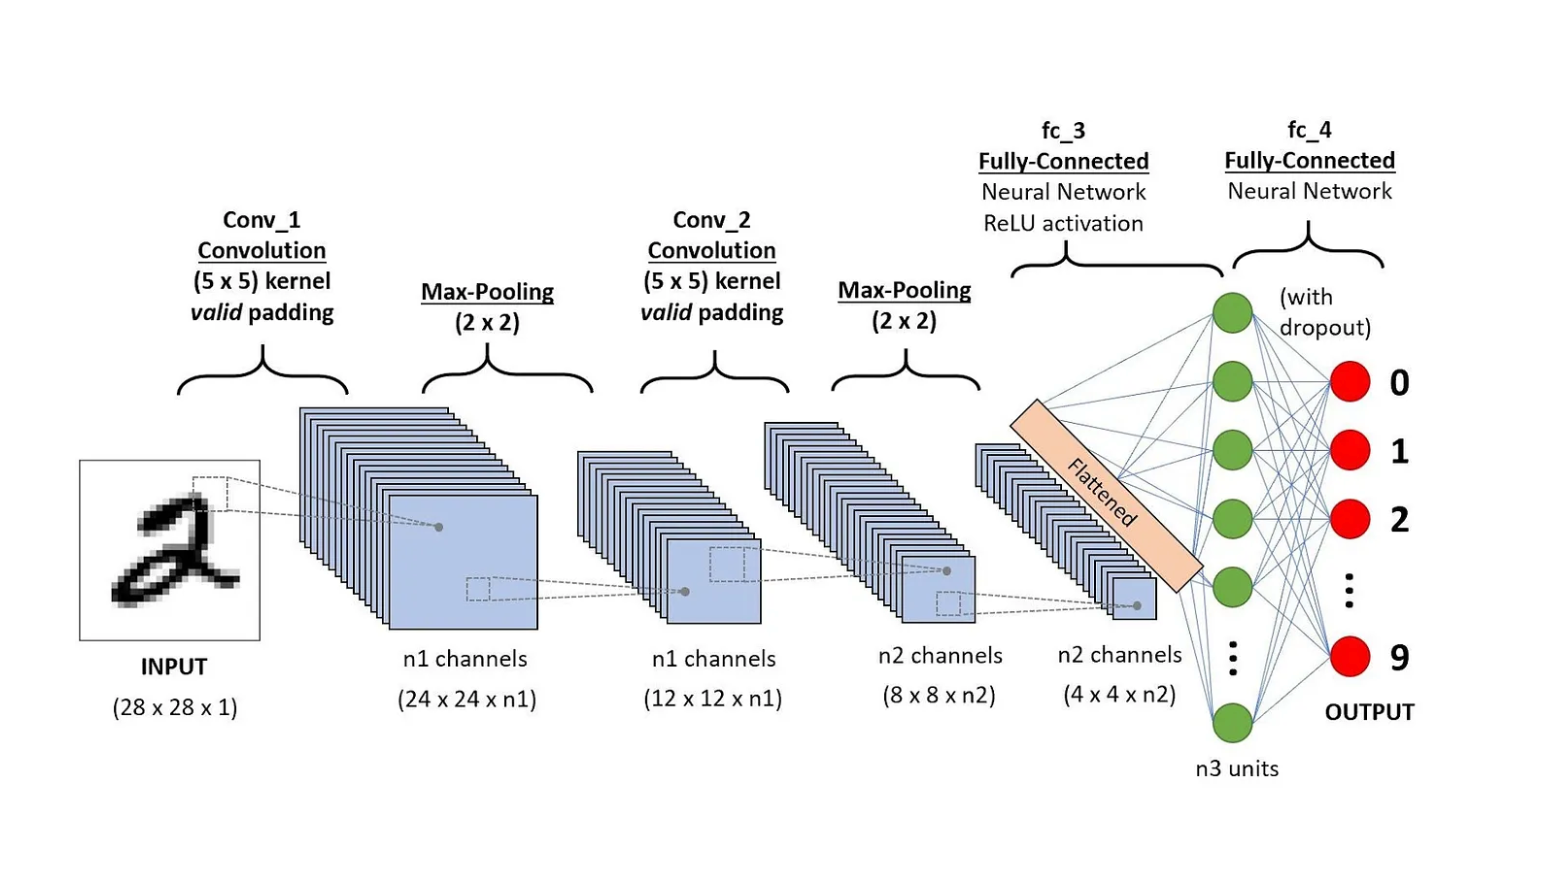 fc_3
Fully-Connected
Neural Network
ReLU activation
fc_4
Fully-Connected
Neural Network
Conv_1
Convolution
(5 x 5) kernel
valid padding
Max-Pooling
(2 x 2)
Conv_2
Convolution
(5 x 5) kernel
valid padding
Max-Pooling
(2 x 2)
(with
dropout)
Flattened
0
1
2
9
INPUT
(28 x 28 x 1)
n1 channels
(24 x 24 x n1)
n1 channels
(12 x 12 x n1)
n2 channels
(8 x 8 x n2)
n2 channels
(4 x 4 x n2)
n3 units
OUTPUT